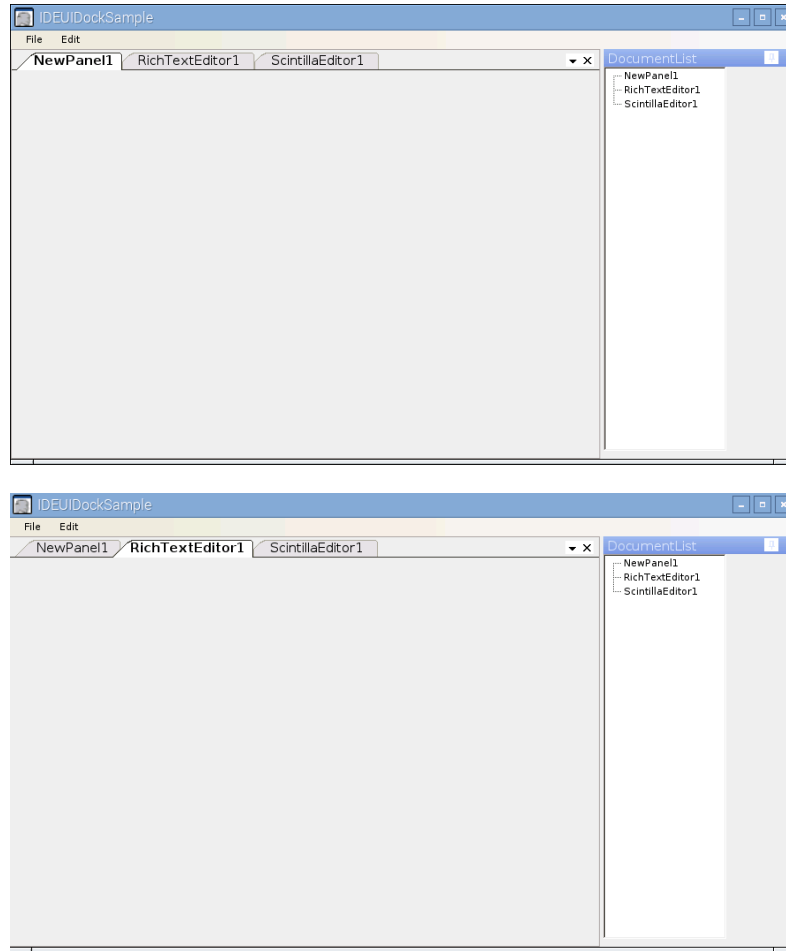 IDEUIDockSample
File Edit
NewPanel1 RichTextEditor1 ScintillaEditor1 DocumentList
NewPanel1
RichTextEditor1
ScintillaEditor1
IDEUIDockSample
File Edit
NewPanel1 RichTextEditor1 ScintillaEditor1 DocumentList
NewPanel1
RichTextEditor1
ScintillaEditor1